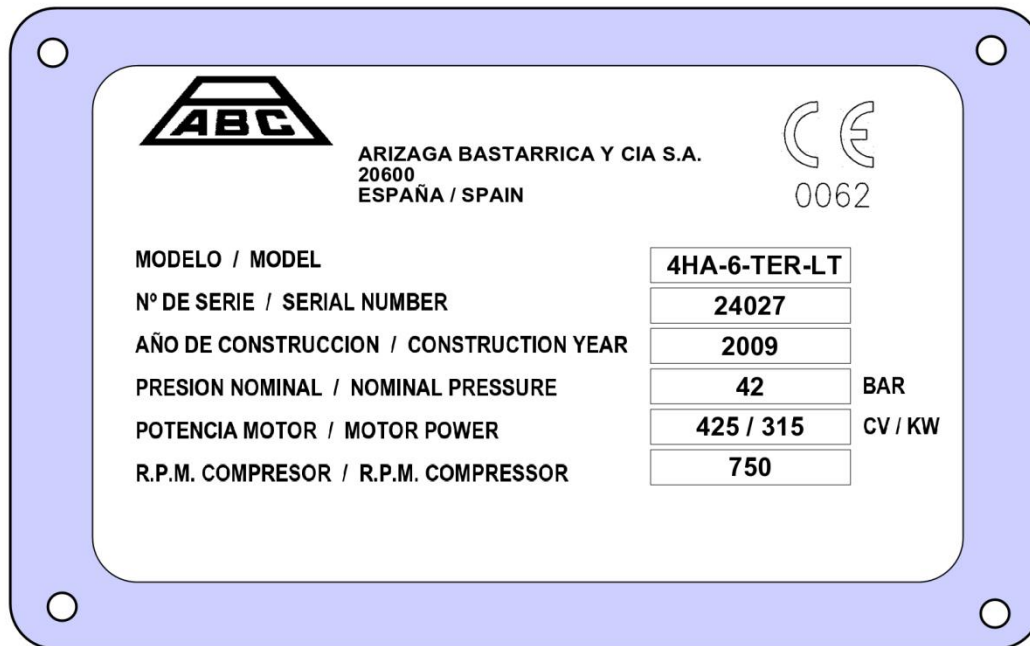 ABC
ARIZAGA BASTARRICA Y CIA S.A.
20600
ESPAÑA / SPAIN
CE
0062
MODELO / MODEL 4HA-6-TER-LT
Nº DE SERIE / SERIAL NUMBER 24027
AÑO DE CONSTRUCCION / CONSTRUCTION YEAR 2009
PRESION NOMINAL / NOMINAL PRESSURE 42 BAR
POTENCIA MOTOR / MOTOR POWER 425 / 315 CV / KW
R.P.M. COMPRESOR / R.P.M. COMPRESSOR 750